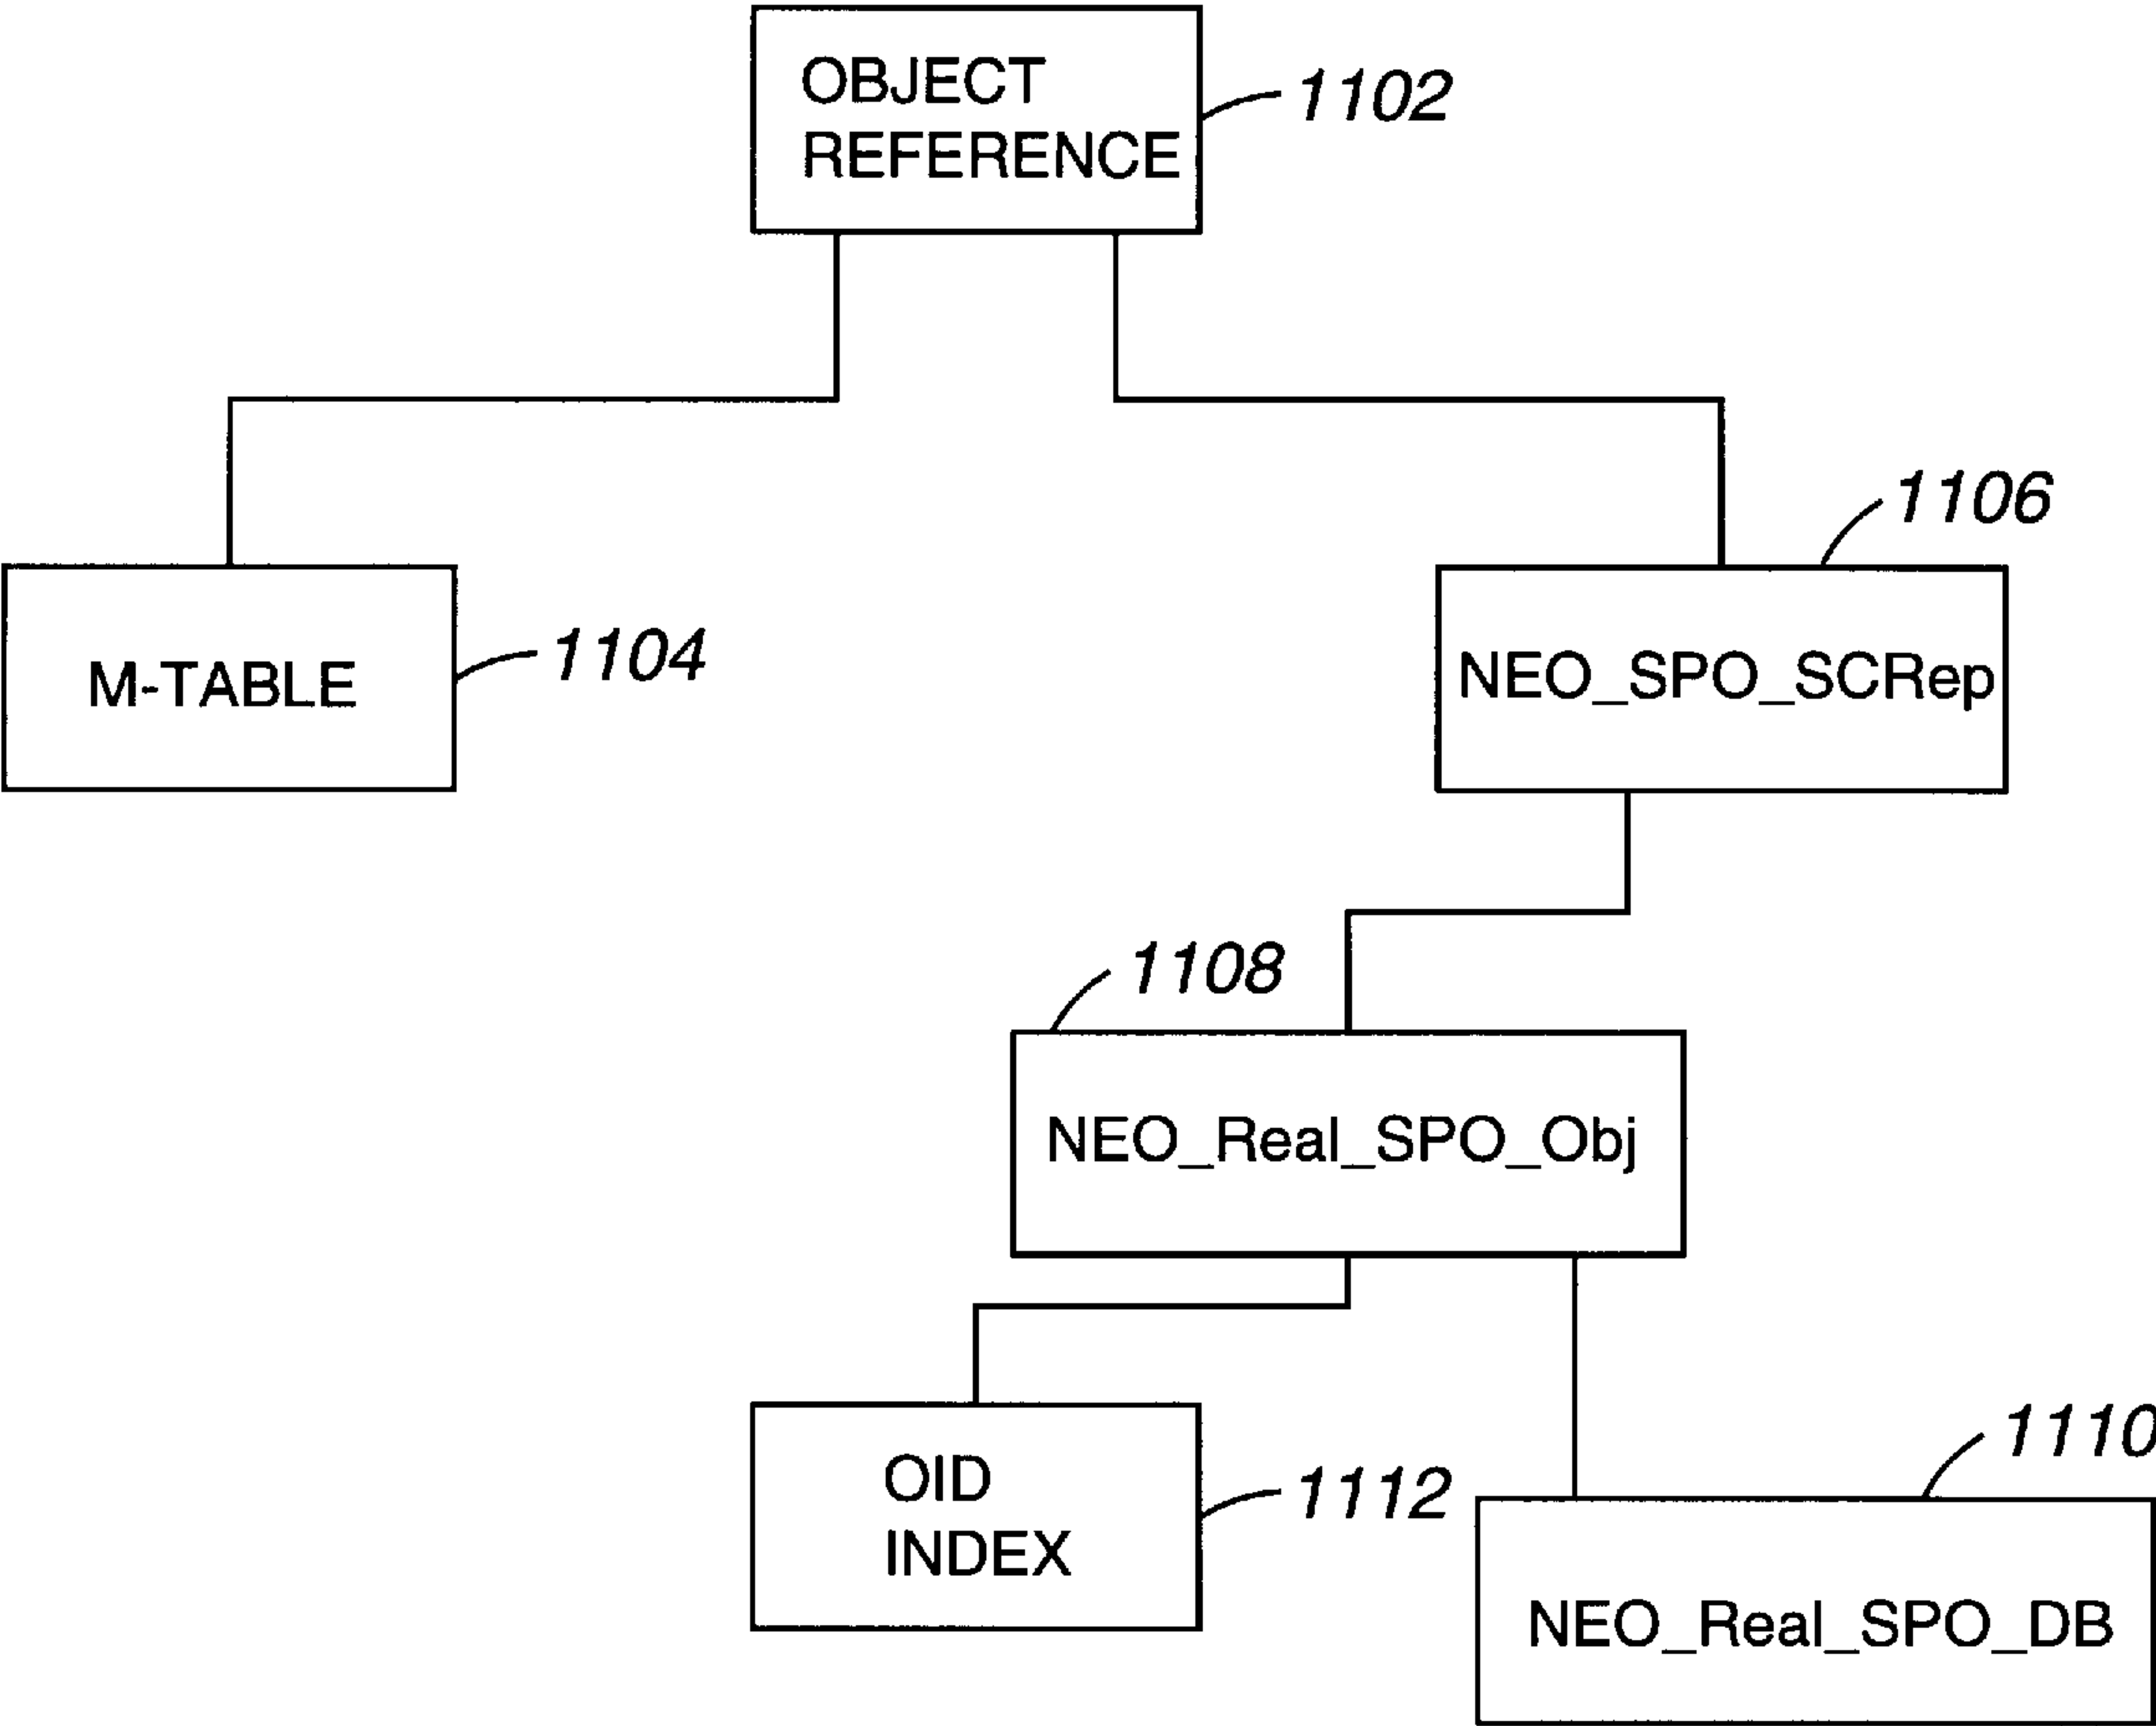 OBJECT
REFERENCE
1102
M-TABLE
1104
1106
NEO_SPO_SCRep
1108
NEO_Real_SPO_Obj
OID
INDEX
1112
1110
NEO_Real_SPO_DB